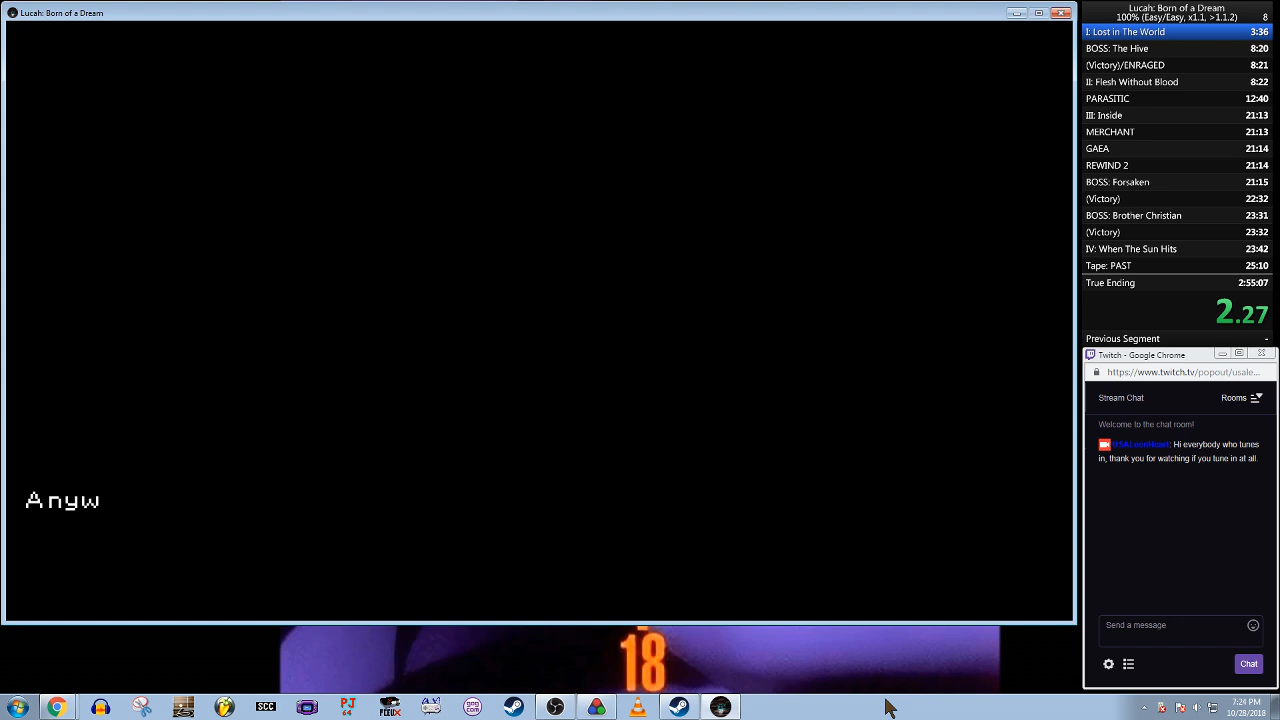 Lucah: Born of a Dream
Anyw
18
Lucah: Born of a Dream
100% (Easy/Easy, x1.1, >1.1.2) 8
I: Lost in The World 3:36
BOSS: The Hive 8:20
(Victory)/ENRAGED 8:21
II: Flesh Without Blood 8:22
PARASITIC 12:40
III: Inside 21:13
MERCHANT 21:13
GAEA 21:14
REWIND 2 21:14
BOSS: Forsaken 21:15
(Victory) 22:32
BOSS: Brother Christian 23:31
(Victory) 23:32
IV: When The Sun Hits 23:42
Tape: PAST 25:10
True Ending 2:55:07
2.27
Previous Segment -
Twitch - Google Chrome
https://www.twitch.tv/popout/usale...
Stream Chat Rooms
Welcome to the chat room!
Hi everybody who tunes
in, thank you for watching if you tune in at all.
Send a message
Chat
SCC
PJ
64
7:24 PM
10/28/2018